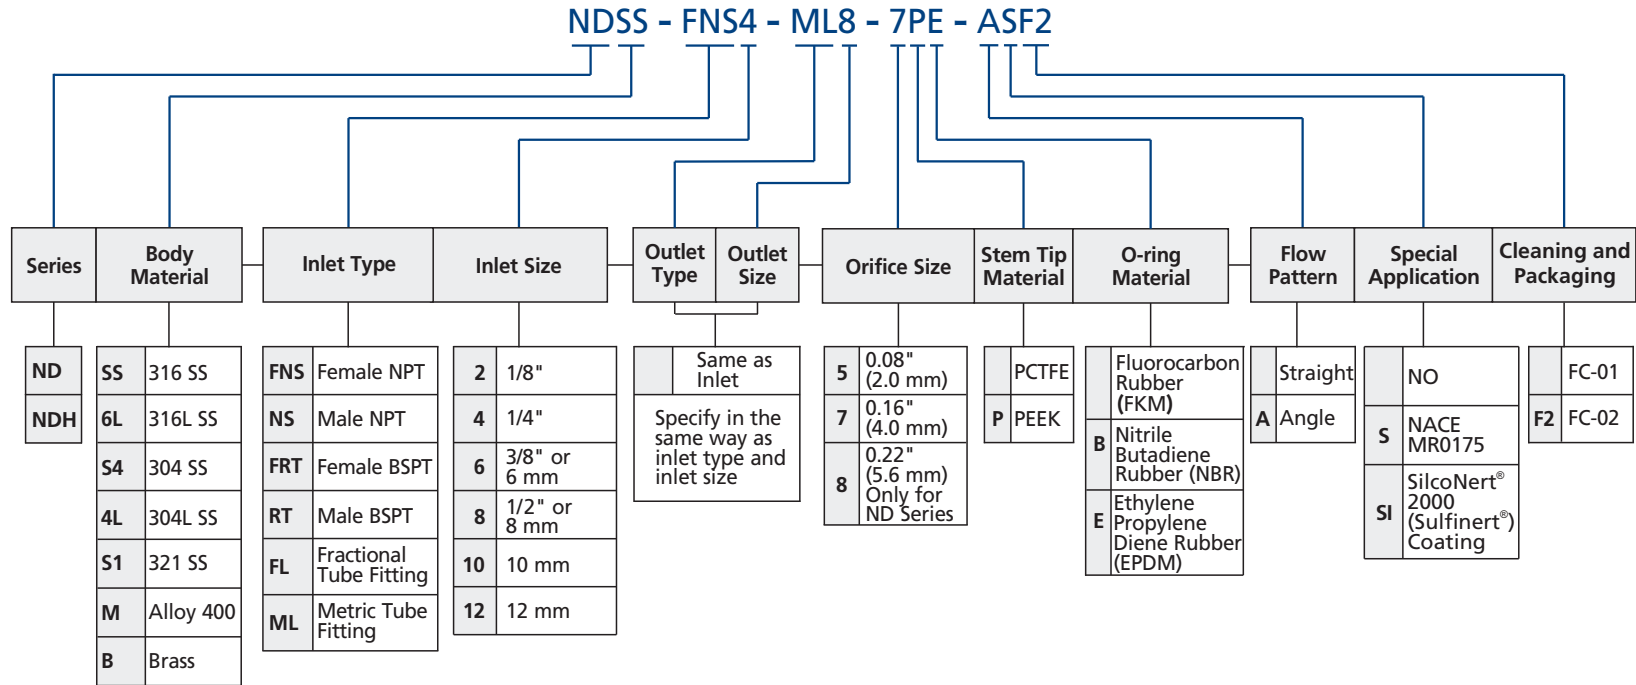 NDSS - FNS4 - ML8 - 7PE - ASF2
Series
Body
Material
Inlet Type
Inlet Size
Outlet
Type
Outlet
Size
Orifice Size
Stem Tip
Material
O-ring
Material
Flow
Pattern
Special
Application
Cleaning and
Packaging
ND
NDH
SS 316 SS
6L 316L SS
S4 304 SS
4L 304L SS
S1 321 SS
M Alloy 400
B Brass
FNS Female NPT
NS Male NPT
FRT Female BSPT
RT Male BSPT
FL Fractional
Tube Fitting
ML Metric Tube
Fitting
2 1/8"
4 1/4"
6 3/8" or
6 mm
8 1/2" or
8 mm
10 10 mm
12 12 mm
Same as
Inlet
Specify in the
same way as
inlet type and
inlet size
5 0.08"
(2.0 mm)
7 0.16"
(4.0 mm)
8 0.22"
(5.6 mm)
Only for
ND Series
PCTFE
P PEEK
Fluorocarbon
Rubber
(FKM)
B Nitrile
Butadiene
Rubber (NBR)
E Ethylene
Propylene
Diene Rubber
(EPDM)
Straight
A Angle
NO
S NACE
MR0175
SI SilcoNert®
2000
(Sulfinert®)
Coating
FC-01
F2 FC-02